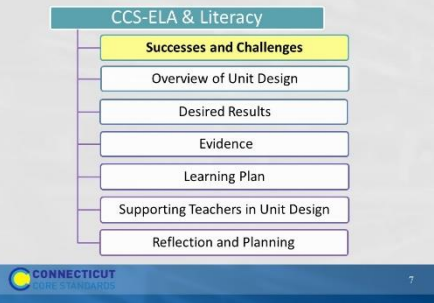 CCS-ELA & Literacy
Successes and Challenges
Overview of Unit Design
Desired Results
Evidence
Learning Plan
Supporting Teachers in Unit Design
Reflection and Planning
CONNECTICUT
CORE STANDARDS
7